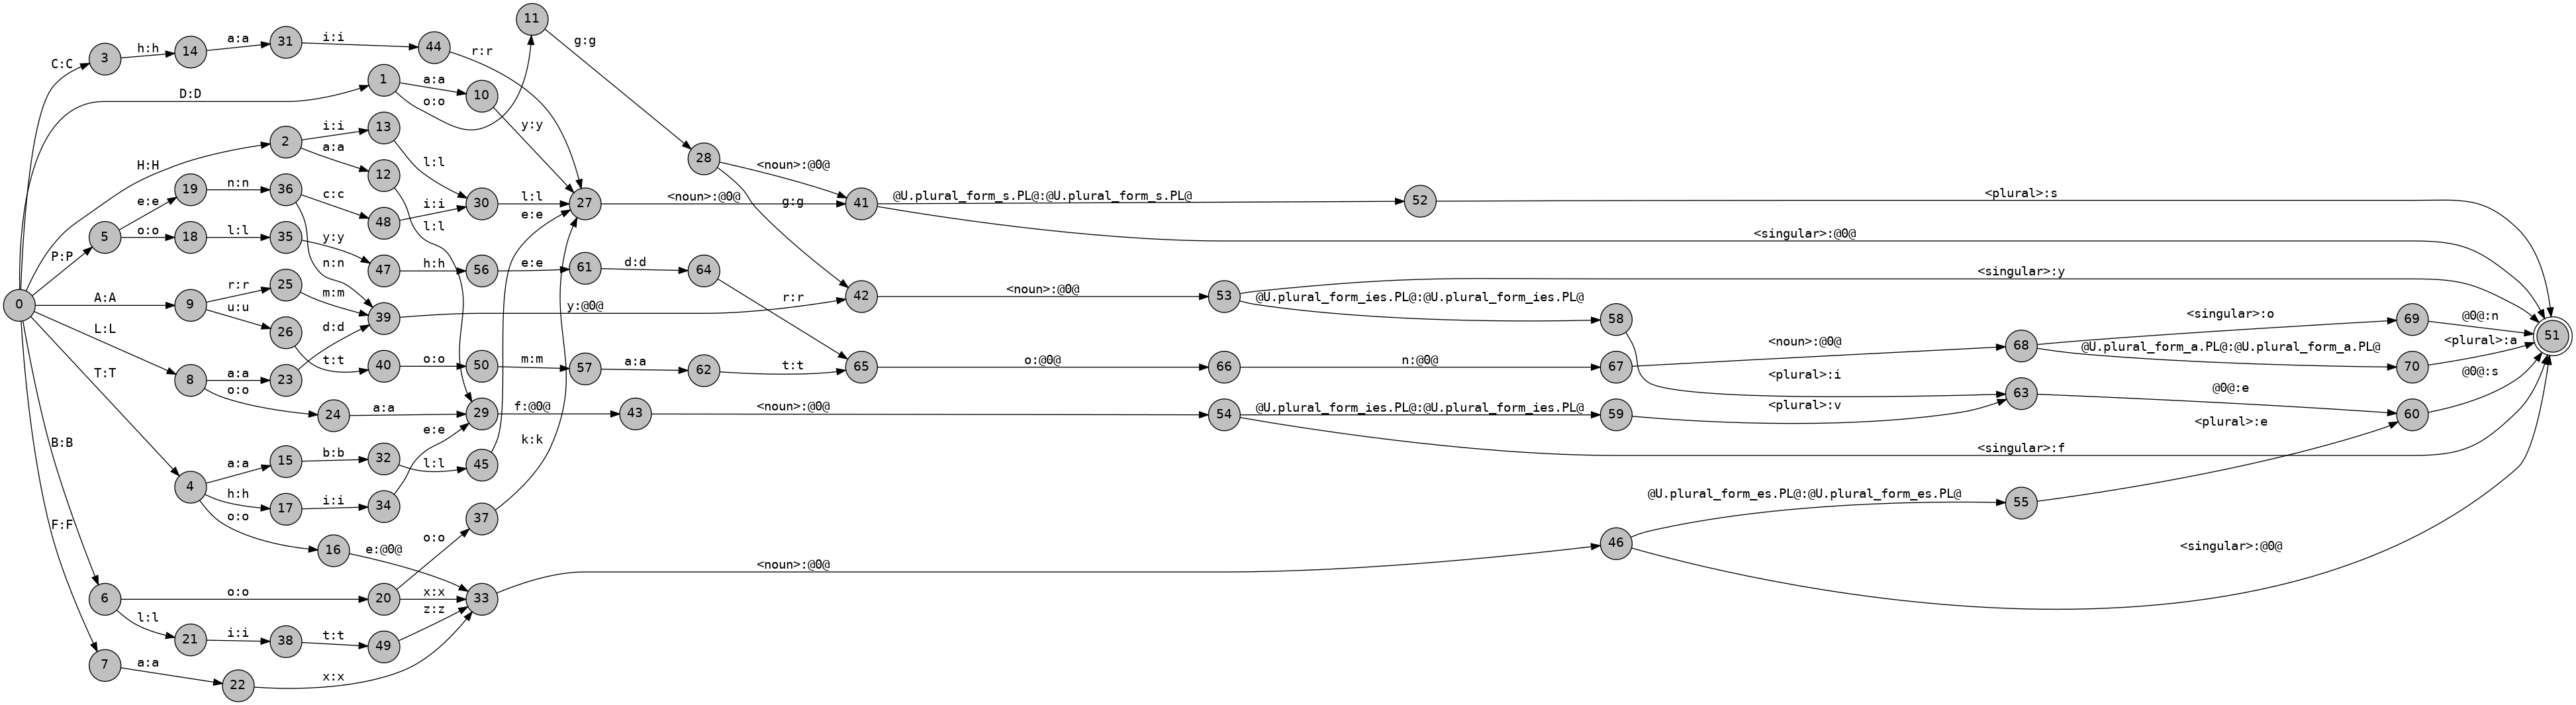 11
g:g
3
h:h
14
a:a
31
i:i
44
r:r
C:C
1
a:a
10
D:D
o:o
y:y
2
i:i
13
H:H
a:a
12
l:l
28
<noun>:@0@
5
e:e
19
n:n
36
c:c
48
i:i
30
l:l
27
e:e
<noun>:@0@
g:g
41
@U.plural_form_s.PL@:@U.plural_form_s.PL@
52
<plural>:s
P:P
o:o
18
l:l
35
y:y
47
n:n
l:l
h:h
56
e:e
61
d:d
64
<singular>:@0@
0
A:A
9
r:r
25
m:m
u:u
26
d:d
39
y:@0@
r:r
42
<noun>:@0@
53
<singular>:y
@U.plural_form_ies.PL@:@U.plural_form_ies.PL@
58
L:L
8
a:a
23
o:o
t:t
40
o:o
50
m:m
57
a:a
62
t:t
65
o:@0@
66
n:@0@
67
<noun>:@0@
68
<singular>:o
69
@0@:n
51
@U.plural_form_a.PL@:@U.plural_form_a.PL@
70
<plural>:a
T:T
24
a:a
29
f:@0@
43
<noun>:@0@
54
@U.plural_form_ies.PL@:@U.plural_form_ies.PL@
59
<plural>:i
<plural>:v
63
@0@:e
60
@0@:s
<singular>:f
<plural>:e
B:B
4
a:a
15
b:b
32
l:l
45
e:e
k:k
h:h
17
i:i
34
o:o
16
e:@0@
F:F
37
o:o
<noun>:@0@
46
@U.plural_form_es.PL@:@U.plural_form_es.PL@
55
<singular>:@0@
6
o:o
20
x:x
33
l:l
21
i:i
38
t:t
49
z:z
7
a:a
22
x:x